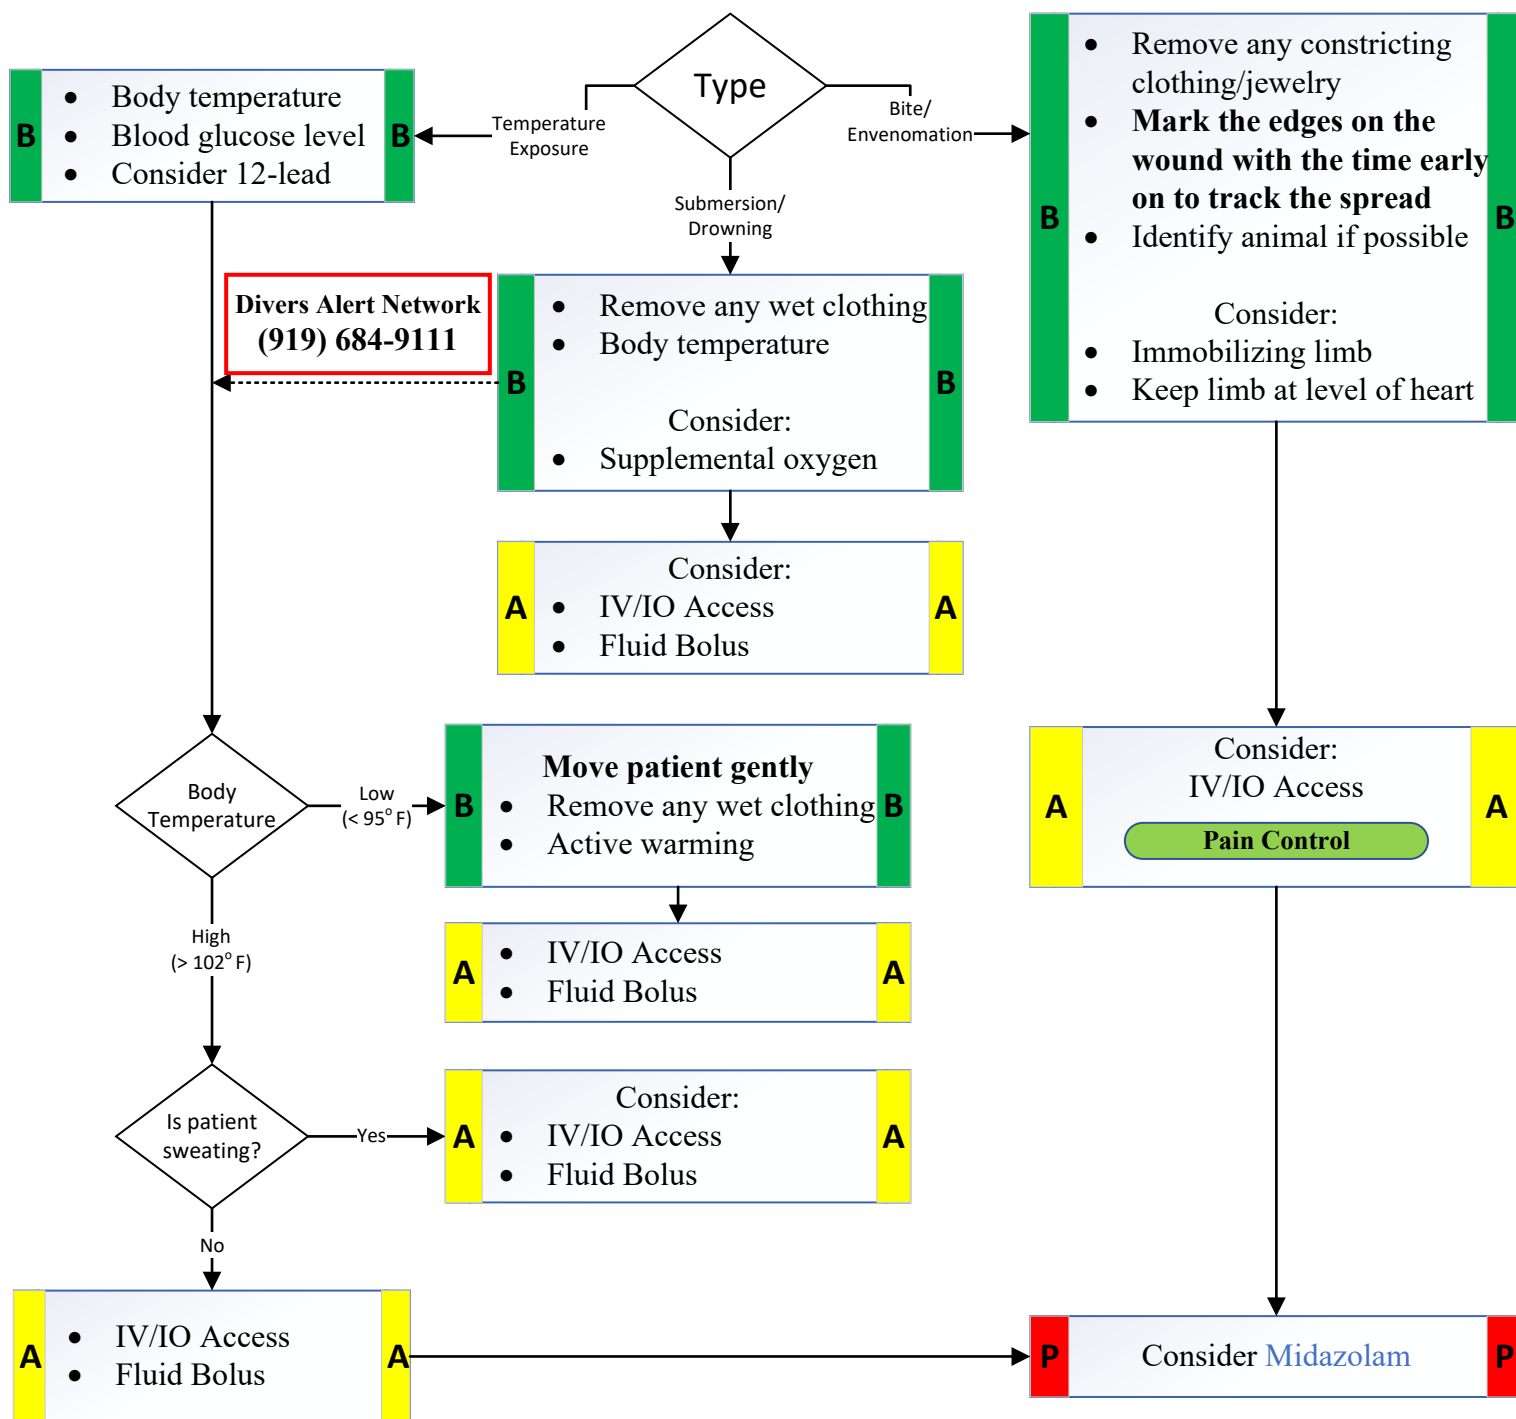 Type
Temperature
Exposure
Bite/
Envenomation
Submersion/
Drowning
B
B
• Body temperature
• Blood glucose level
• Consider 12-lead
B
B
• Remove any constricting
clothing/jewelry
• Mark the edges on the
wound with the time early
on to track the spread
• Identify animal if possible
Consider:
• Immobilizing limb
• Keep limb at level of heart
Divers Alert Network
(919) 684-9111
B
B
• Remove any wet clothing
• Body temperature
Consider:
• Supplemental oxygen
A
A
Consider:
• IV/IO Access
• Fluid Bolus
Body
Temperature
Low
(< 95° F)
B
B
Move patient gently
• Remove any wet clothing
• Active warming
A
A
Consider:
IV/IO Access
Pain Control
High
(> 102° F)
A
A
• IV/IO Access
• Fluid Bolus
Is patient
sweating?
Yes
A
A
Consider:
• IV/IO Access
• Fluid Bolus
No
A
A
• IV/IO Access
• Fluid Bolus
P
P
Consider Midazolam